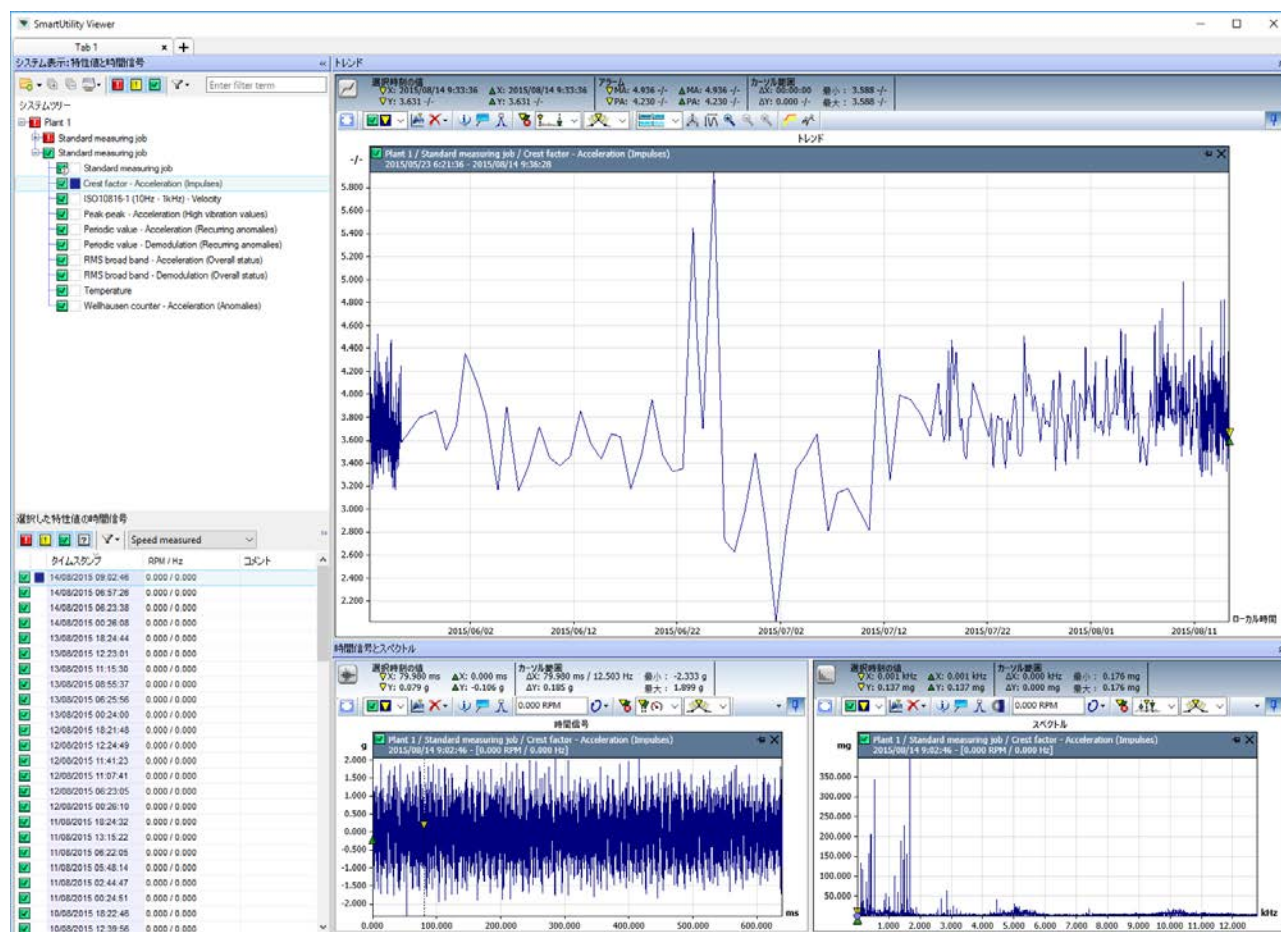 SmartUtility Viewer
Tab 1
システム表示:特性値と時間信号
Enter filter term
システムツリー
Plant 1
Standard measuring job
Standard measuring job
Standard measuring job
Crest factor - Acceleration (Impulses)
ISO10816-1 (10Hz - 1kHz) - Velocity
Peak-peak - Acceleration (High vibration values)
Periodic value - Acceleration (Recurring anomalies)
Periodic value - Demodulation (Recurring anomalies)
RMS broad band - Acceleration (Overall status)
RMS broad band - Demodulation (Overall status)
Temperature
Wellhausen counter - Acceleration (Anomalies)
選択した特性値の時間信号
Speed measured
タイムスタンプ RPM / Hz コメント
14/08/2015 09:02:46 0.000 / 0.000
14/08/2015 06:57:26 0.000 / 0.000
14/08/2015 06:23:38 0.000 / 0.000
14/08/2015 00:26:08 0.000 / 0.000
13/08/2015 18:24:44 0.000 / 0.000
13/08/2015 12:23:01 0.000 / 0.000
13/08/2015 11:15:30 0.000 / 0.000
13/08/2015 08:55:37 0.000 / 0.000
13/08/2015 06:25:56 0.000 / 0.000
13/08/2015 00:24:00 0.000 / 0.000
12/08/2015 18:21:48 0.000 / 0.000
12/08/2015 12:24:49 0.000 / 0.000
12/08/2015 11:41:23 0.000 / 0.000
12/08/2015 11:07:41 0.000 / 0.000
12/08/2015 06:23:05 0.000 / 0.000
12/08/2015 00:26:10 0.000 / 0.000
11/08/2015 18:24:32 0.000 / 0.000
11/08/2015 13:15:22 0.000 / 0.000
11/08/2015 06:22:05 0.000 / 0.000
11/08/2015 05:48:14 0.000 / 0.000
11/08/2015 02:44:47 0.000 / 0.000
11/08/2015 00:24:51 0.000 / 0.000
10/08/2015 18:22:46 0.000 / 0.000
10/08/2015 12:39:56 0.000 / 0.000
トレンド
選択時刻の値 アラーム カーソル範囲
X: 2015/08/14 9:33:36 X: 2015/08/14 9:33:36 MA: 4.936 -/- MA: 4.936 -/- ΔX: 00:00:00 最小: 3.588 -/-
Y: 3.631 -/- Y: 3.631 -/- PA: 4.230 -/- PA: 4.230 -/- ΔY: 0.000 -/- 最大: 3.588 -/-
トレンド
-/-
Plant 1 / Standard measuring job / Crest factor - Acceleration (Impulses)
2015/05/23 6:21:36 - 2015/08/14 9:36:28
5.800
5.600
5.400
5.200
5.000
4.800
4.600
4.400
4.200
4.000
3.800
3.600
3.400
3.200
3.000
2.800
2.600
2.400
2.200
2015/06/02 2015/06/12 2015/06/22 2015/07/02 2015/07/12 2015/07/22 2015/08/01 2015/08/11
ローカル時間
時間信号とスペクトル
選択時刻の値 カーソル範囲
X: 79.980 ms X: 0.000 ms ΔX: 79.980 ms / 12.503 Hz 最小: -2.333 g
Y: 0.079 g Y: -0.106 g ΔY: 0.185 g 最大: 1.899 g
0.000 RPM
時間信号
g
Plant 1 / Standard measuring job / Crest factor - Acceleration (Impulses)
2015/08/14 9:02:46 - [0.000 RPM / 0.000 Hz]
2.000
1.500
1.000
0.500
0.000
-0.500
-1.000
-1.500
-2.000
0.000 100.000 200.000 300.000 400.000 500.000 600.000
ms
選択時刻の値 カーソル範囲
X: 0.001 kHz X: 0.001 kHz ΔX: 0.000 kHz 最小: 0.176 mg
Y: 0.137 mg Y: 0.137 mg ΔY: 0.000 mg 最大: 0.176 mg
0.000 RPM
スペクトル
mg
Plant 1 / Standard measuring job / Crest factor - Acceleration (Impulses)
2015/08/14 9:02:46 - [0.000 RPM / 0.000 Hz]
350.000
300.000
250.000
200.000
150.000
100.000
50.000
1.000 2.000 3.000 4.000 5.000 6.000 7.000 8.000 9.000 10.000 11.000 12.000
kHz